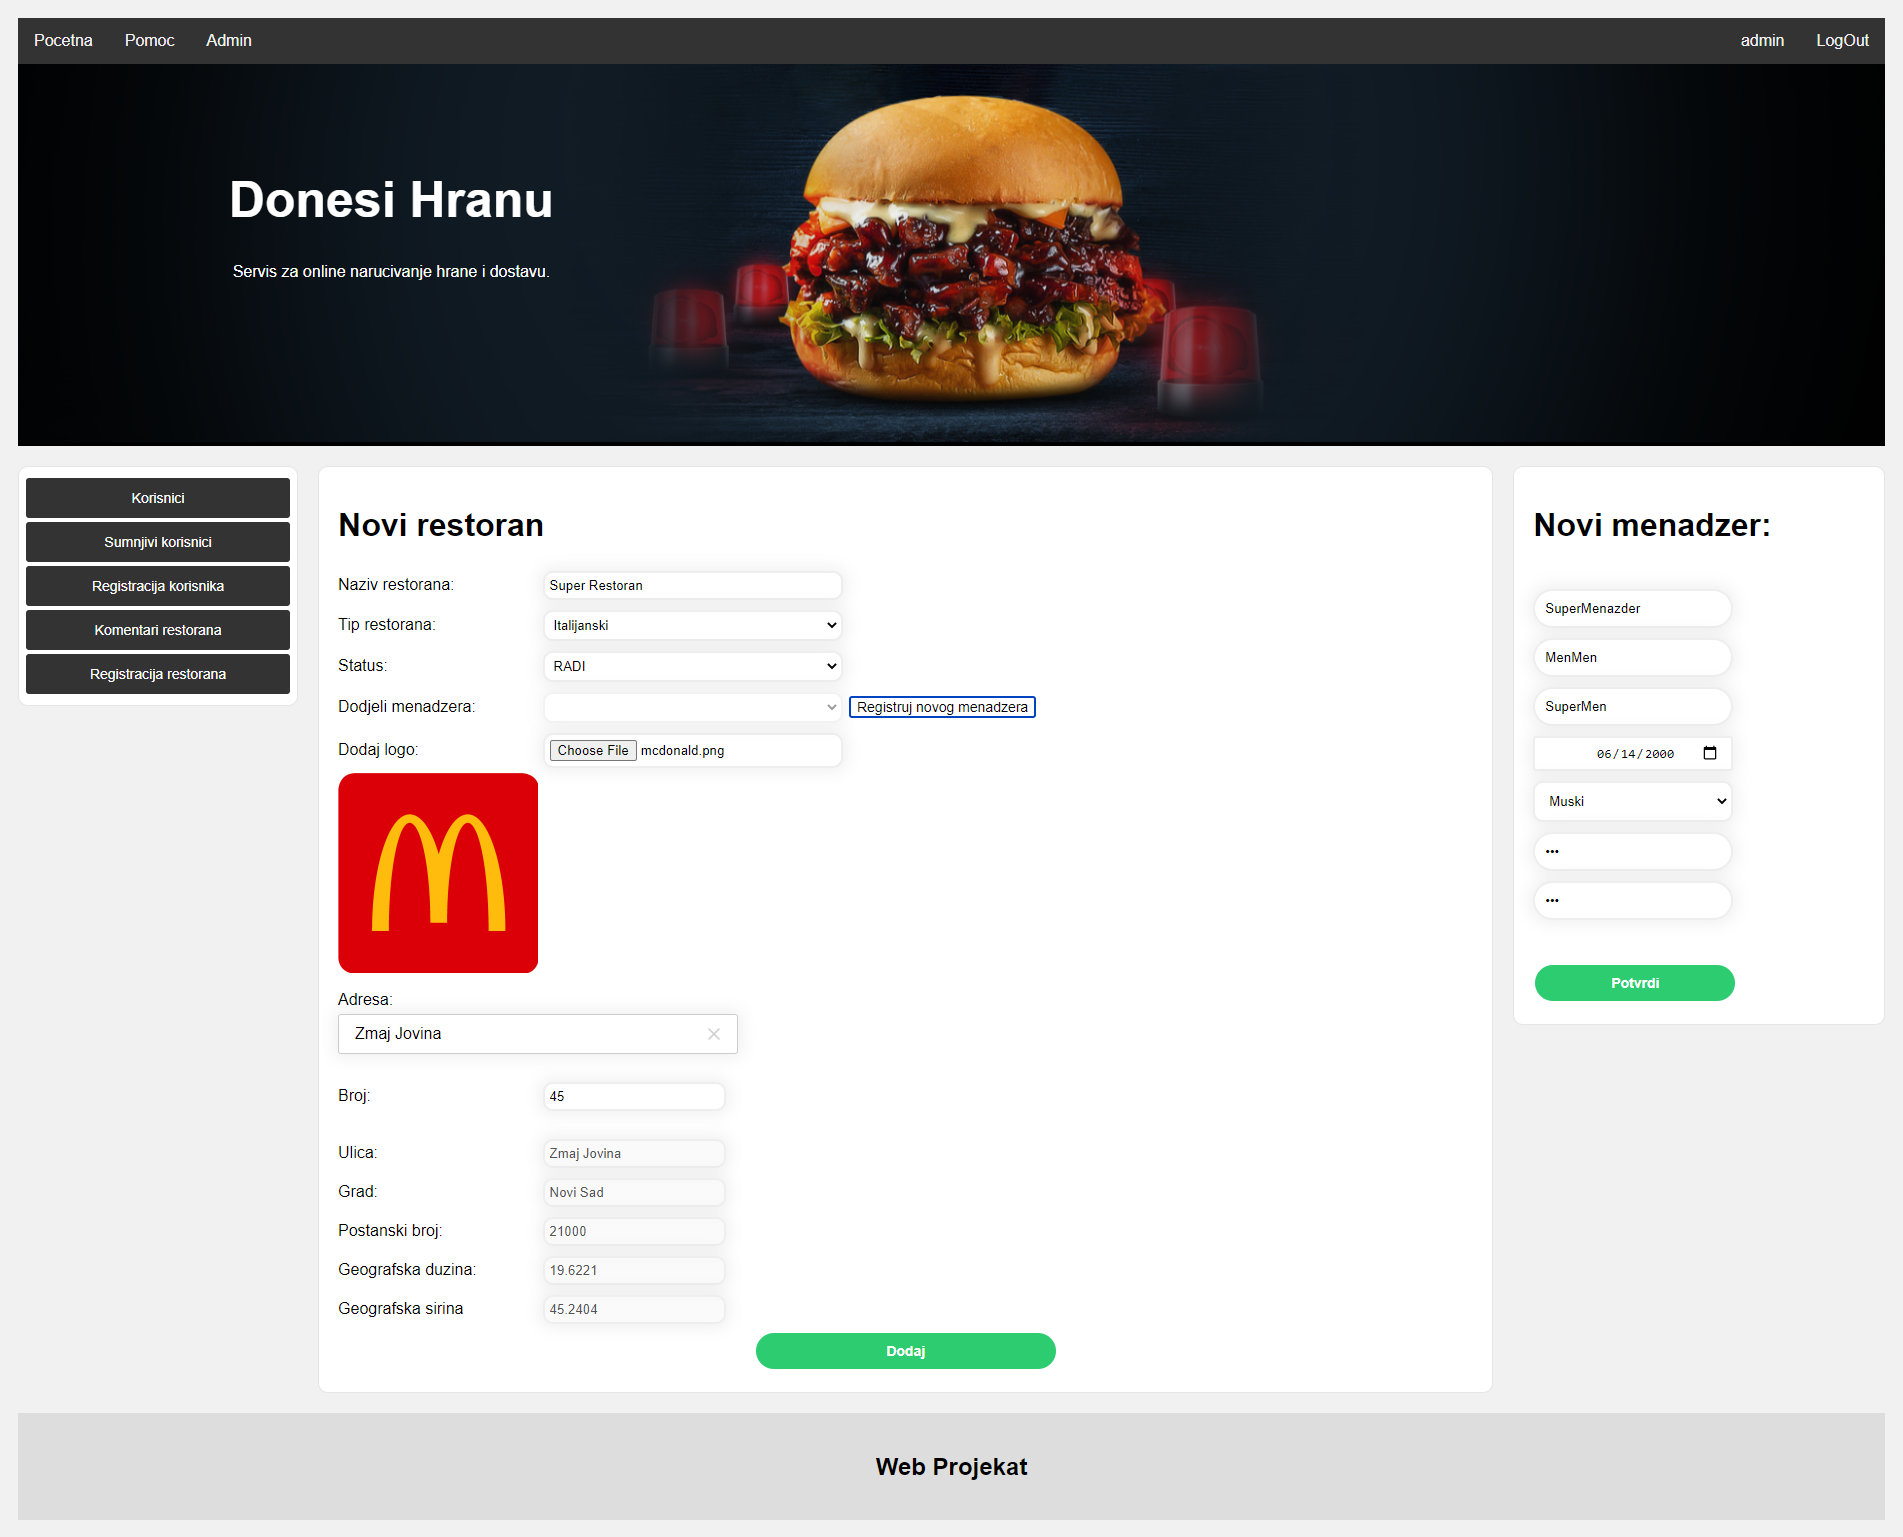 Pocetna Pomoc Admin admin LogOut
Donesi Hranu
Servis za online narucivanje hrane i dostavu.
Korisnici
Sumnjivi korisnici
Registracija korisnika
Komentari restorana
Registracija restorana
Novi restoran
Naziv restorana: Super Restoran
Tip restorana: Italijanski
Status: RADI
Dodjeli menadzera: Registruj novog menadzera
Dodaj logo: Choose File mcdonald.png
Adresa:
Zmaj Jovina
Broj: 45
Ulica: Zmaj Jovina
Grad: Novi Sad
Postanski broj: 21000
Geografska duzina: 19.6221
Geografska sirina 45.2404
Dodaj
Novi menadzer:
SuperMenazder
MenMen
SuperMen
06/14/2000
Muski
•••
•••
Potvrdi
Web Projekat